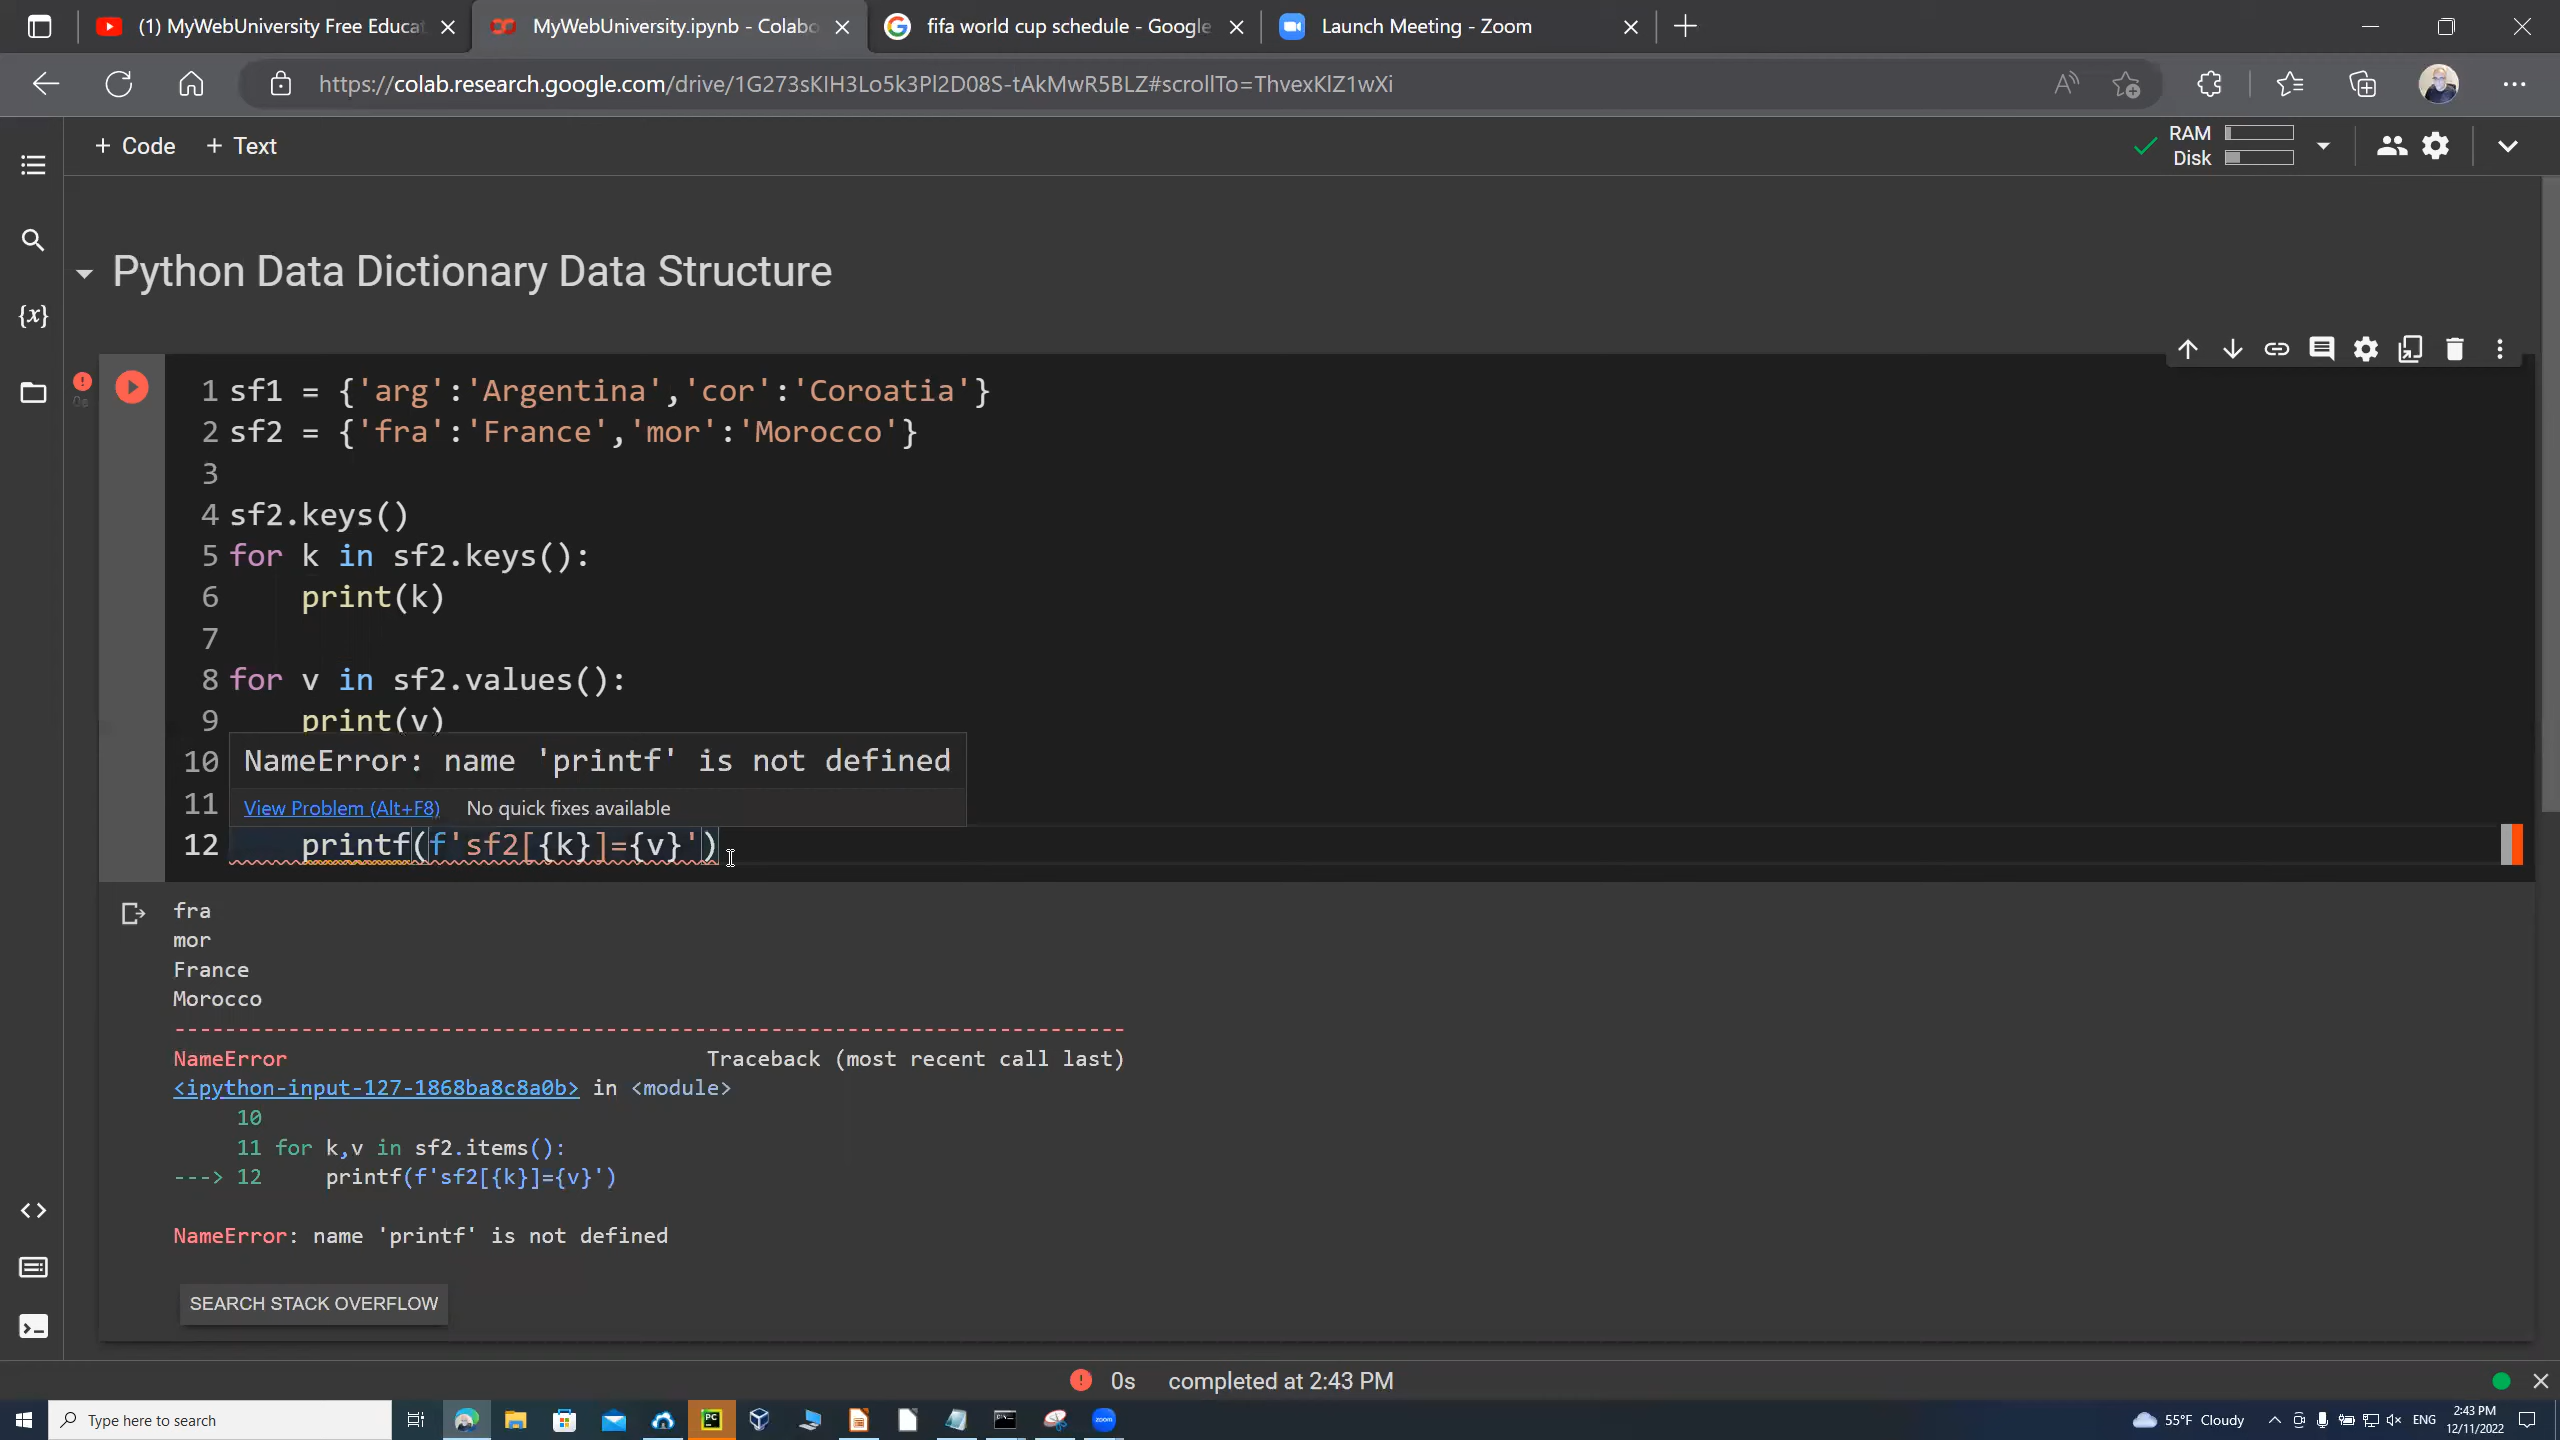 (1) MyWebUniversity Free Educat
MyWebUniversity.ipynb - Colabo
fifa world cup schedule - Google
Launch Meeting - Zoom
https://colab.research.google.com/drive/1G273sKIH3Lo5k3Pl2D08S-tAkMwR5BLZ#scrollTo=ThvexKlZ1wXi
+ Code + Text
RAM
Disk
Python Data Dictionary Data Structure
{x}
0s
1 sf1 = {'arg':'Argentina','cor':'Coroatia'}
2 sf2 = {'fra':'France','mor':'Morocco'}
3
4 sf2.keys()
5 for k in sf2.keys():
6     print(k)
7
8 for v in sf2.values():
9     print(v)
10
NameError: name 'printf' is not defined
11
View Problem (Alt+F8) No quick fixes available
12     printf(f'sf2[{k}]={v}')
fra
mor
France
Morocco
---------------------------------------------------------------------------
NameError                                 Traceback (most recent call last)
<ipython-input-127-1868ba8c8a0b> in <module>
10
11 for k,v in sf2.items():
---> 12     printf(f'sf2[{k}]={v}')
NameError: name 'printf' is not defined
SEARCH STACK OVERFLOW
0s completed at 2:43 PM
Type here to search
PC
zoom
55°F Cloudy
ENG
2:43 PM
12/11/2022